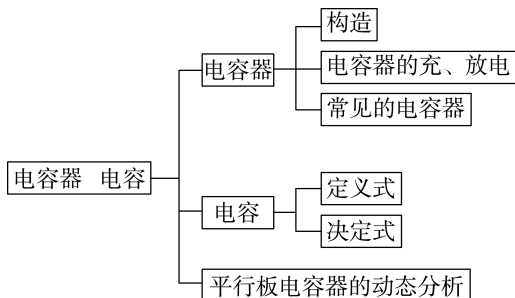 构造
电容器
电容器的充、放电
常见的电容器
电容器 电容
定义式
电容
决定式
平行板电容器的动态分析